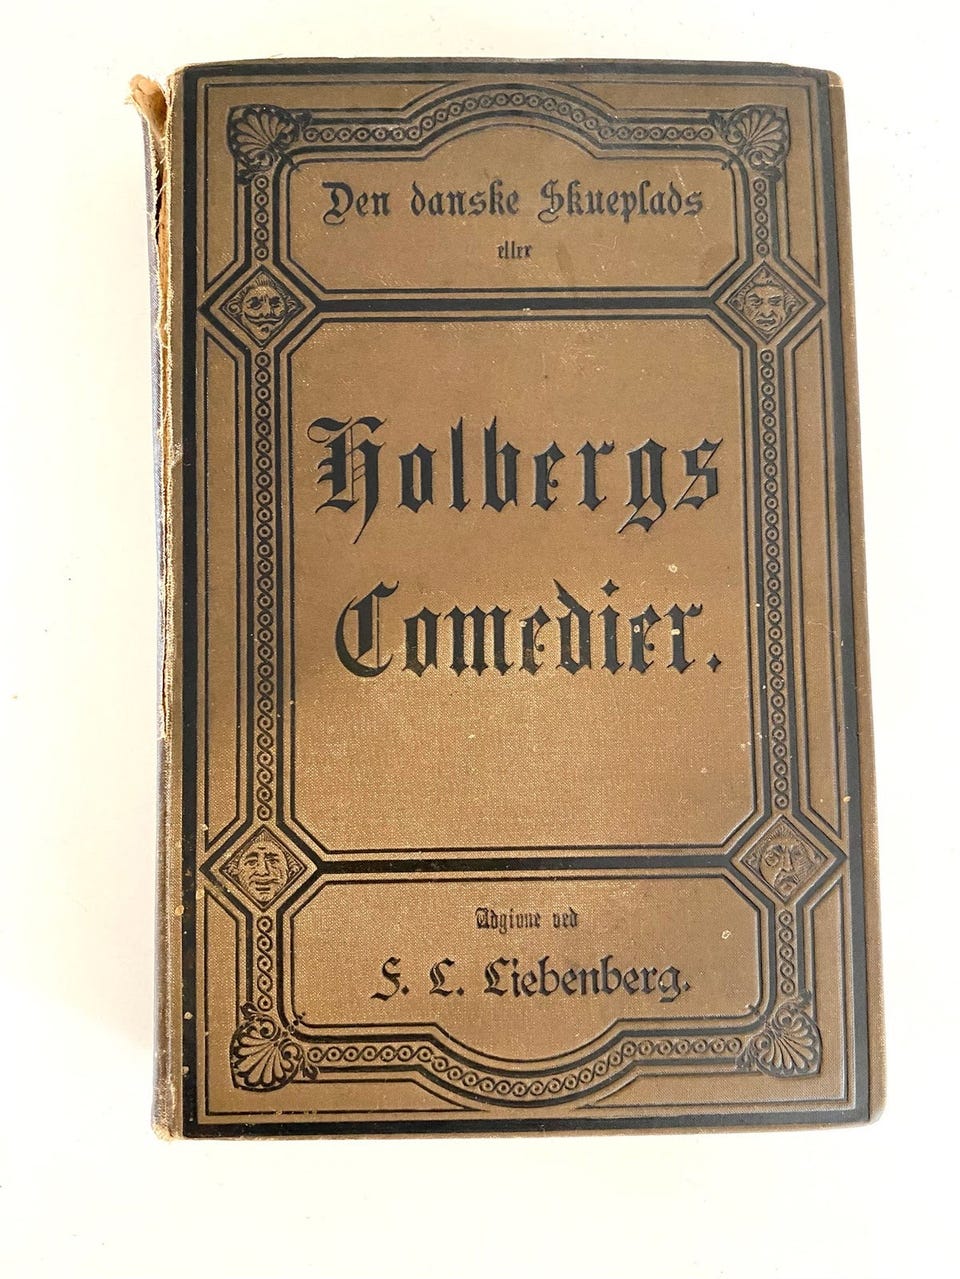 Den danske Skueplads
eller
Holbergs
Comedier.
Udgivne ved
F. L. Liebenberg.